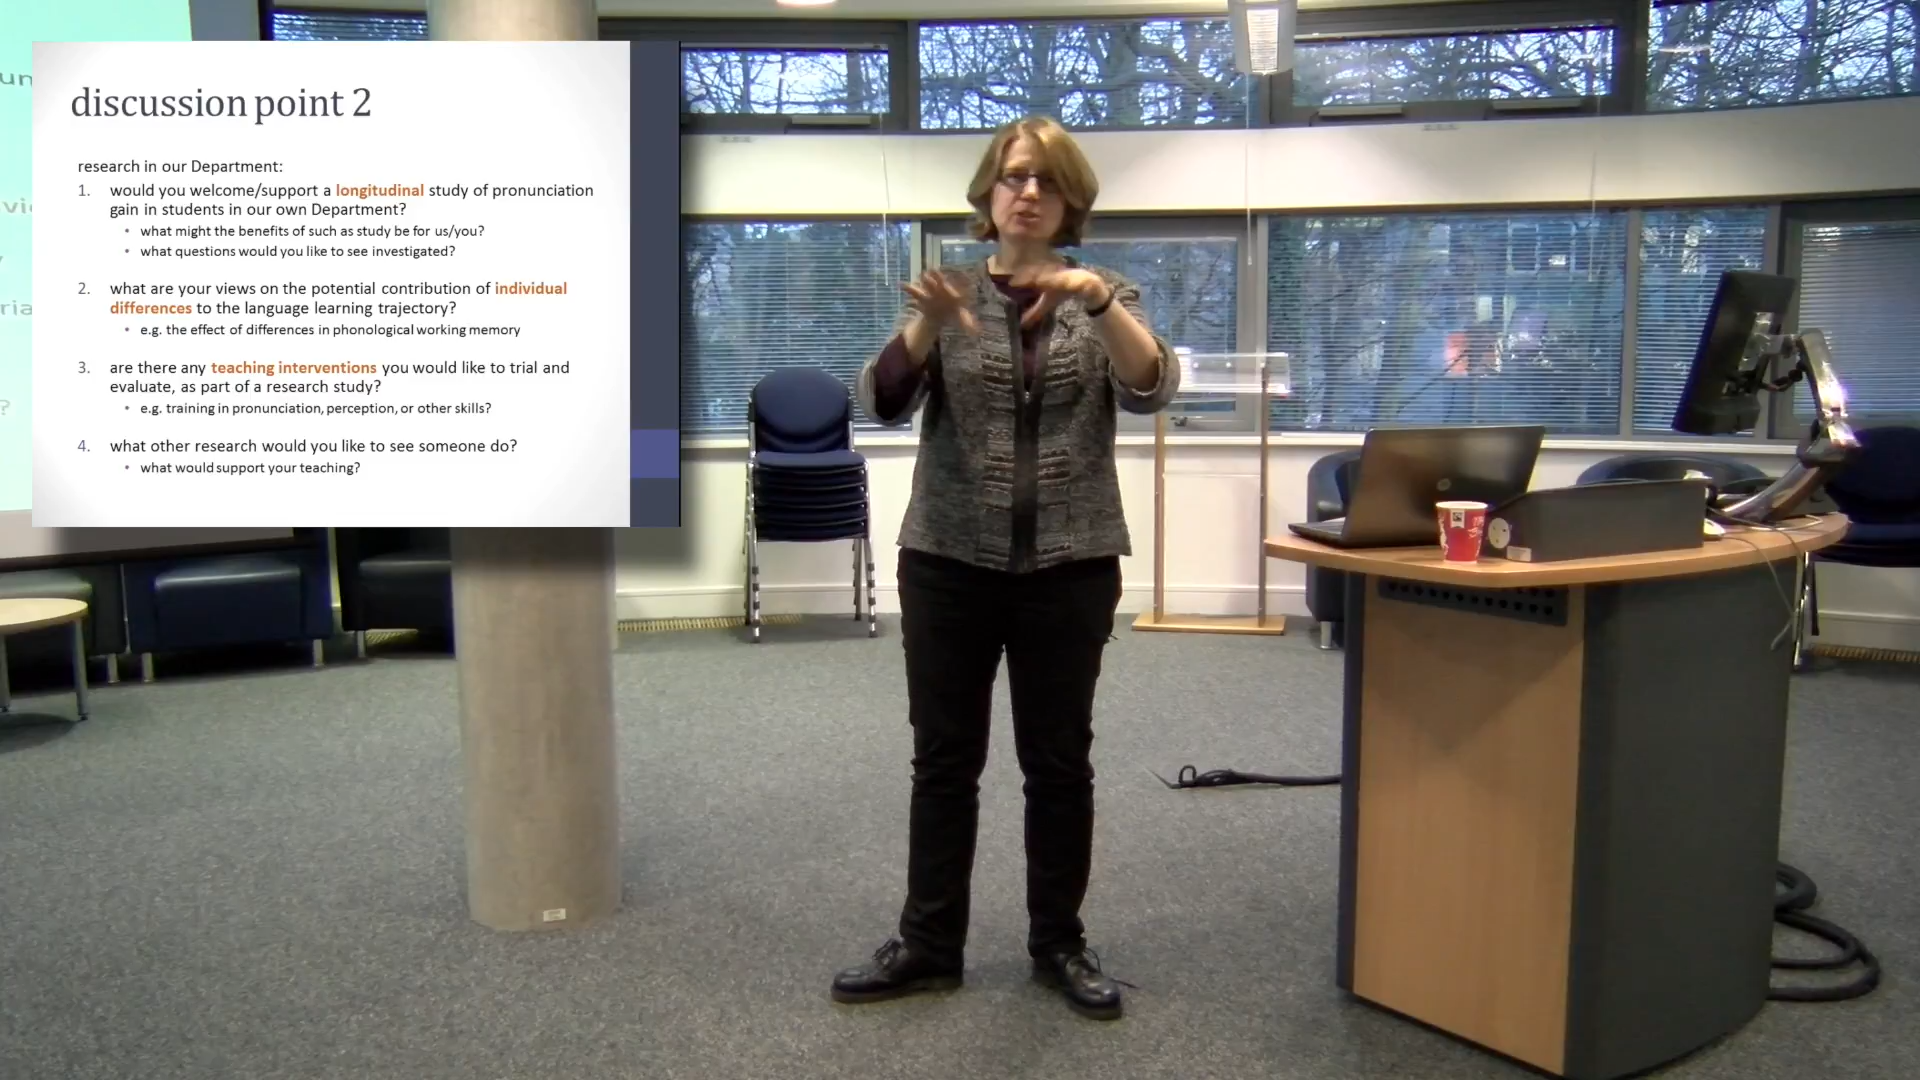 discussion point 2
research in our Department:
1. would you welcome/support a longitudinal study of pronunciation
gain in students in our own Department?
• what might the benefits of such as study be for us/you?
• what questions would you like to see investigated?
2. what are your views on the potential contribution of individual
differences to the language learning trajectory?
• e.g. the effect of differences in phonological working memory
3. are there any teaching interventions you would like to trial and
evaluate, as part of a research study?
• e.g. training in pronunciation, perception, or other skills?
4. what other research would you like to see someone do?
• what would support your teaching?